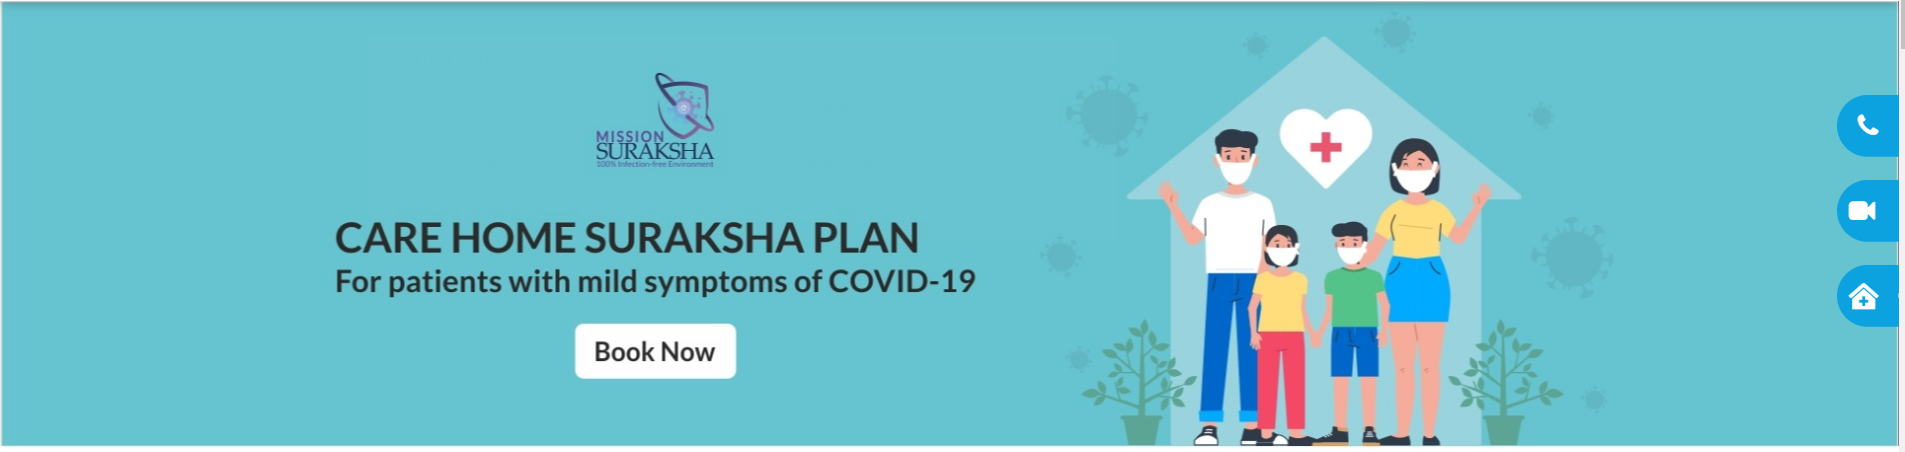 MISSION
SURAKSHA
100% Infection-free Environment
CARE HOME SURAKSHA PLAN
For patients with mild symptoms of COVID-19
Book Now